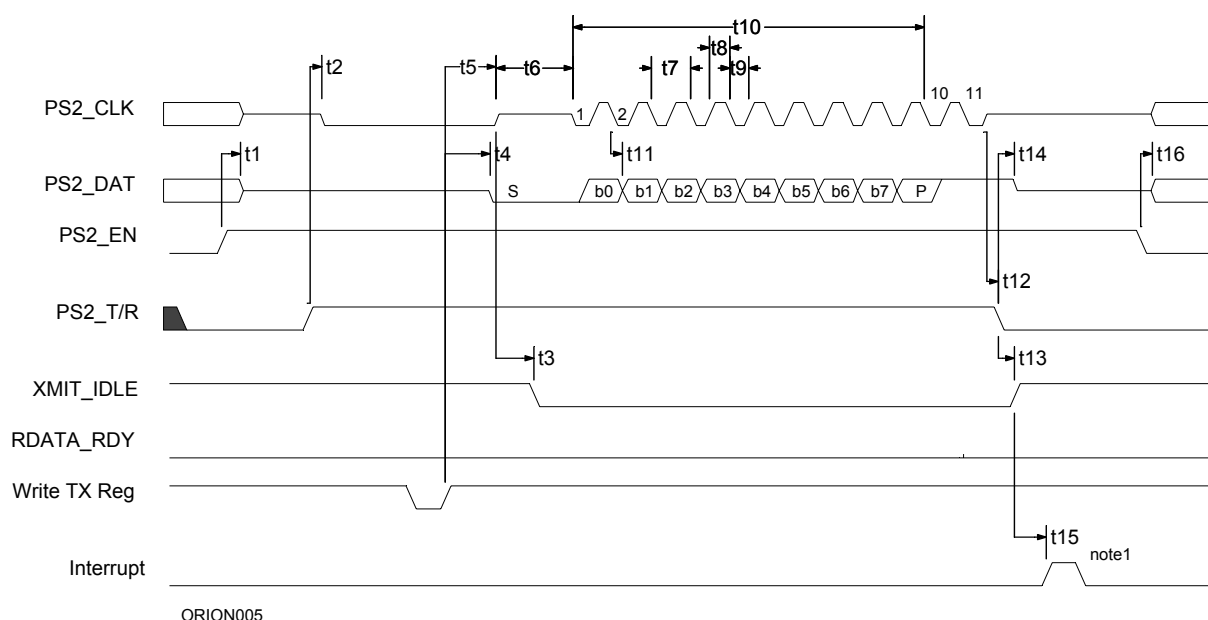 t10
t8
t2 t5 t6 t7 t9
PS2_CLK 1 2 10 11
t1 t4 t11 t14 t16
PS2_DAT S b0 b1 b2 b3 b4 b5 b6 b7 P
PS2_EN
t12
PS2_T/R
t3 t13
XMIT_IDLE
RDATA_RDY
Write TX Reg
t15
Interrupt note1
ORION005